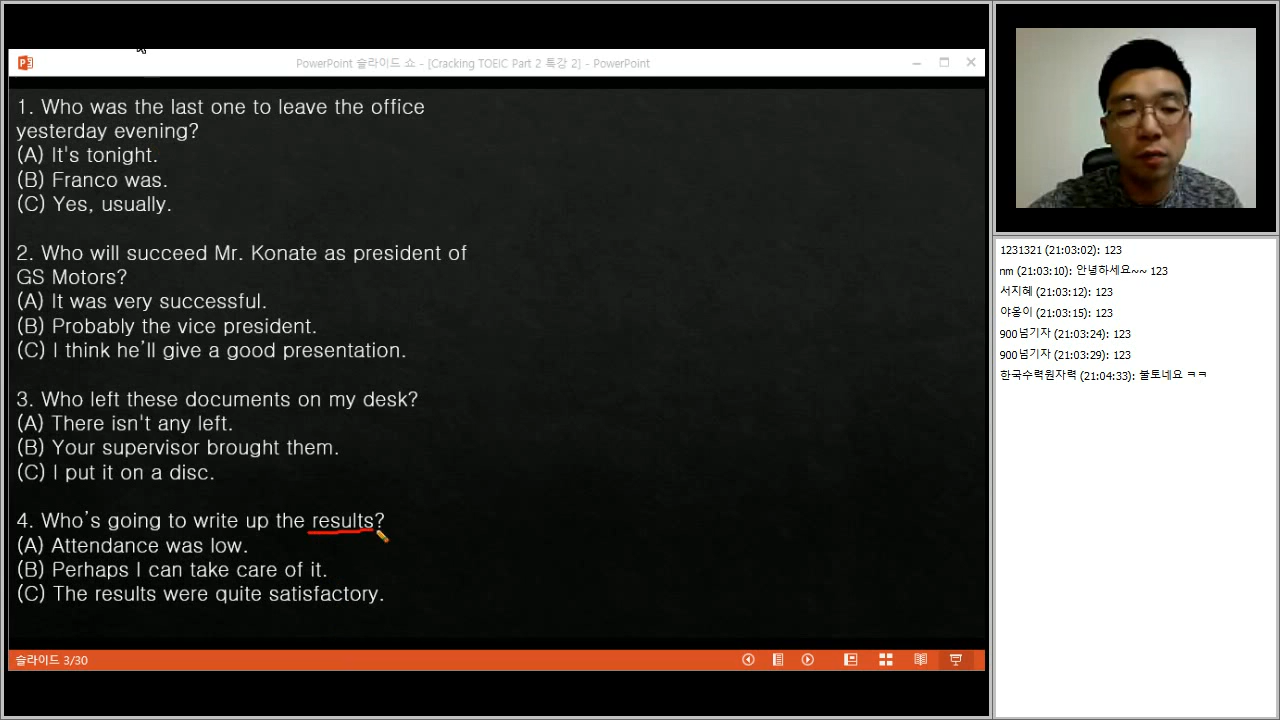 PowerPoint 슬라이드 쇼 - [Cracking TOEIC Part 2 특강 2] - PowerPoint
1. Who was the last one to leave the office
yesterday evening?
(A) It's tonight.
(B) Franco was.
(C) Yes, usually.
2. Who will succeed Mr. Konate as president of
GS Motors?
(A) It was very successful.
(B) Probably the vice president.
(C) I think he'll give a good presentation.
3. Who left these documents on my desk?
(A) There isn't any left.
(B) Your supervisor brought them.
(C) I put it on a disc.
4. Who's going to write up the results?
(A) Attendance was low.
(B) Perhaps I can take care of it.
(C) The results were quite satisfactory.
슬라이드 3/30
1231321 (21:03:02): 123
nm (21:03:10): 안녕하세요~~ 123
서지혜 (21:03:12): 123
야옹이 (21:03:15): 123
900넘기자 (21:03:24): 123
900넘기자 (21:03:29): 123
한국수력원자력 (21:04:33): 불토네요 ㅋㅋ